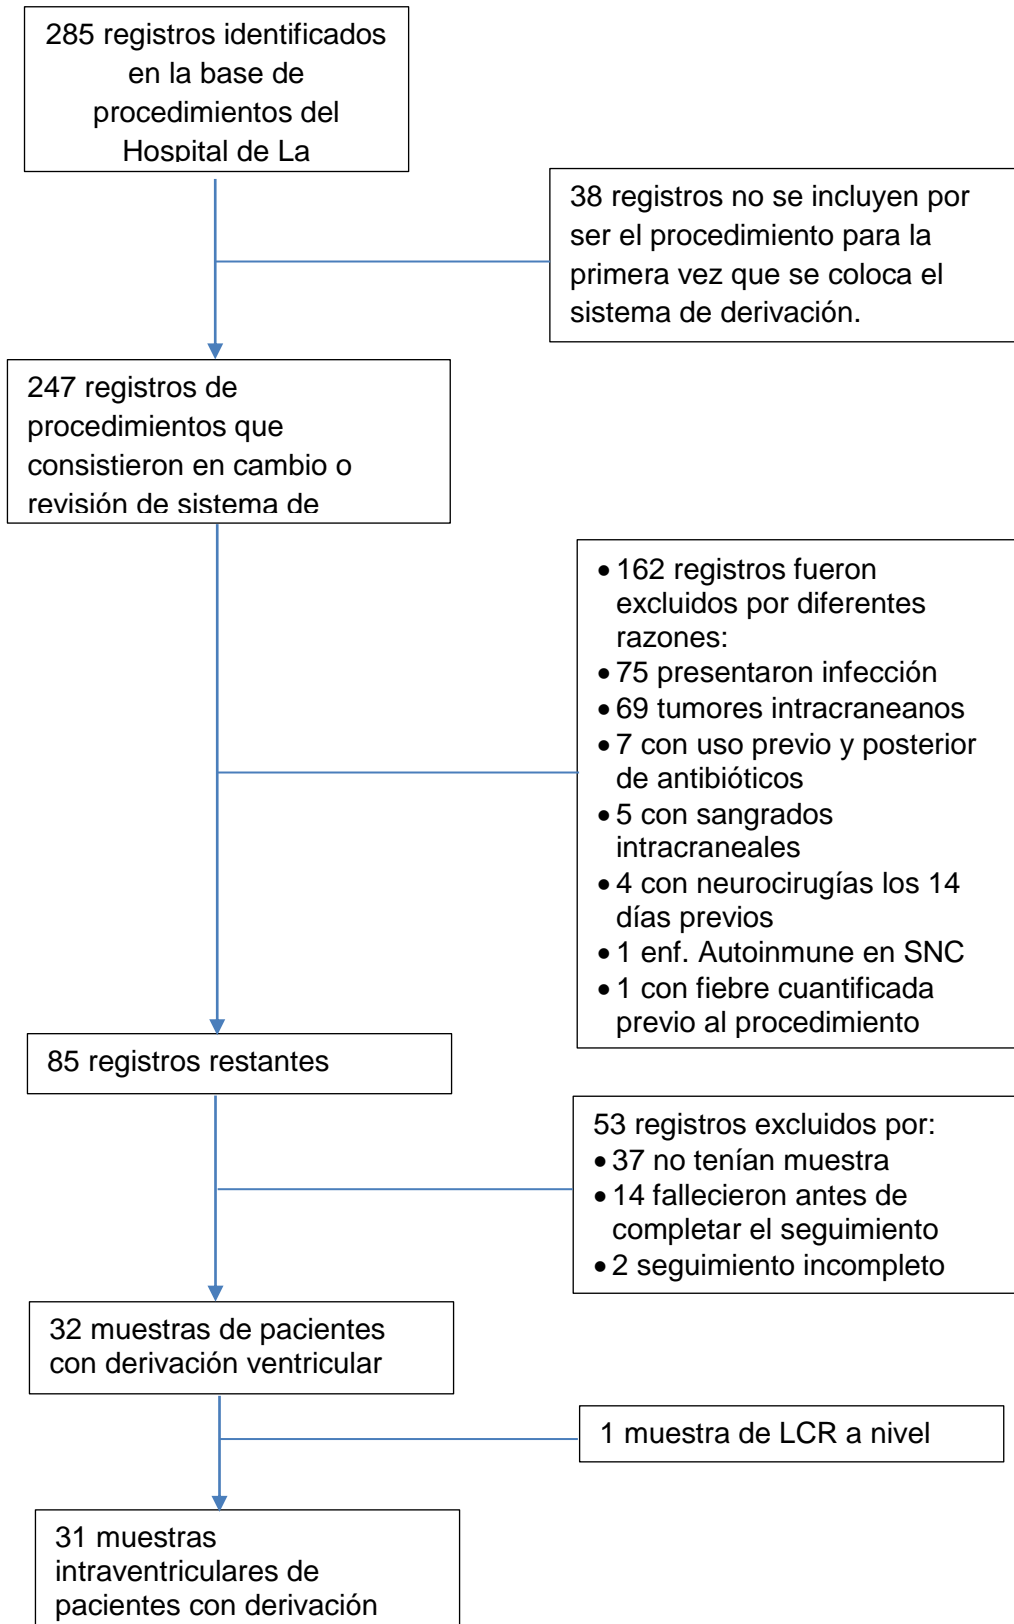 285 registros identificados
en la base de
procedimientos del
Hospital de La
38 registros no se incluyen por
ser el procedimiento para la
primera vez que se coloca el
sistema de derivación.
247 registros de
procedimientos que
consistieron en cambio o
revisión de sistema de
• 162 registros fueron
excluidos por diferentes
razones:
• 75 presentaron infección
• 69 tumores intracraneanos
• 7 con uso previo y posterior
de antibióticos
• 5 con sangrados
intracraneales
• 4 con neurocirugías los 14
días previos
• 1 enf. Autoinmune en SNC
• 1 con fiebre cuantificada
previo al procedimiento
85 registros restantes
53 registros excluidos por:
• 37 no tenían muestra
• 14 fallecieron antes de
completar el seguimiento
• 2 seguimiento incompleto
32 muestras de pacientes
con derivación ventricular
1 muestra de LCR a nivel
31 muestras
intraventriculares de
pacientes con derivación